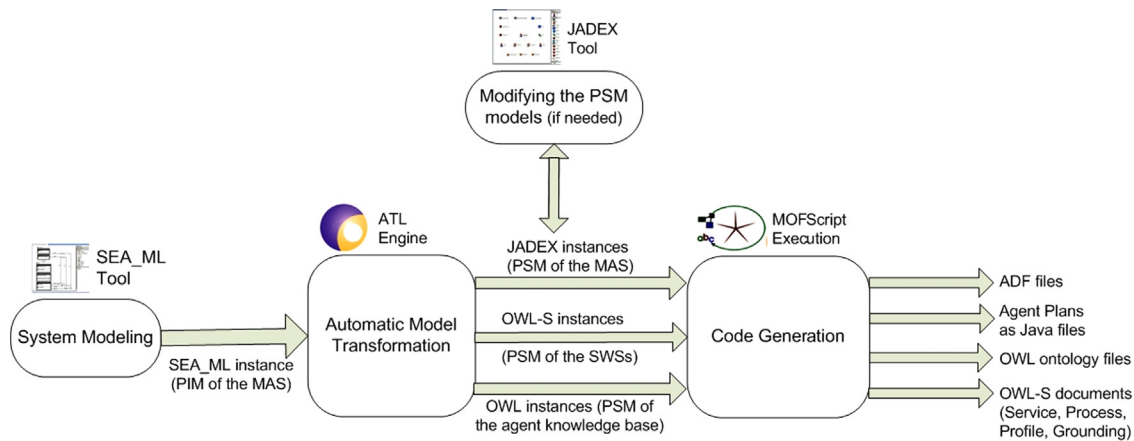 JADEX
Tool
Modifying the PSM
models (if needed)
ATL
Engine
MOFScript
Execution
SEA_ML
Tool
JADEX instances
(PSM of the MAS)
System Modeling
SEA_ML instance
(PIM of the MAS)
Automatic Model
Transformation
OWL-S instances
(PSM of the SWSs)
OWL instances (PSM of
the agent knowledge base)
Code Generation
abc
ADF files
Agent Plans
as Java files
OWL ontology files
OWL-S documents
(Service, Process,
Profile, Grounding)